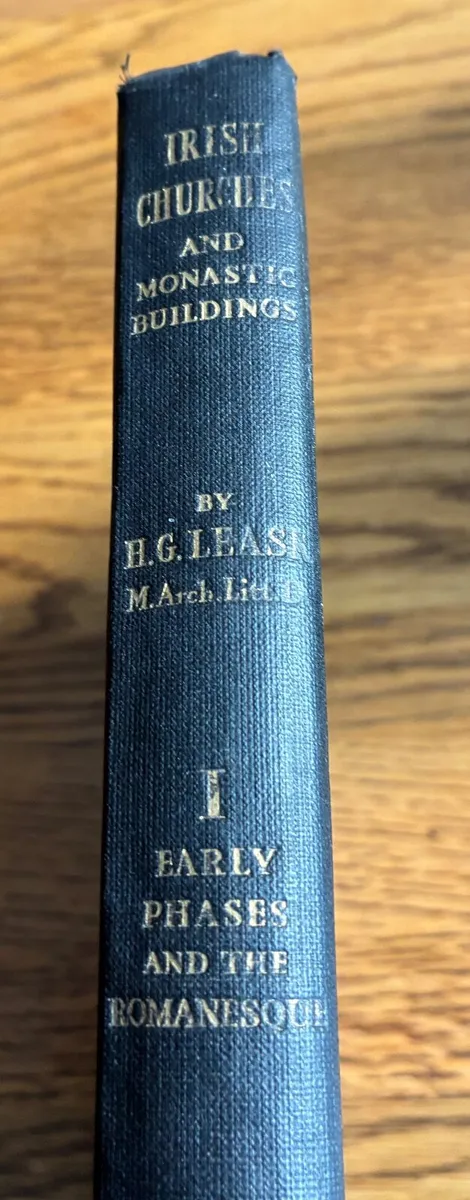 IRISH
CHURCHES
AND
MONASTIC
BUILDINGS
BY
H.G.LEASK
M.Arch.Litt.D
I
EARLY
PHASES
AND THE
ROMANESQUE